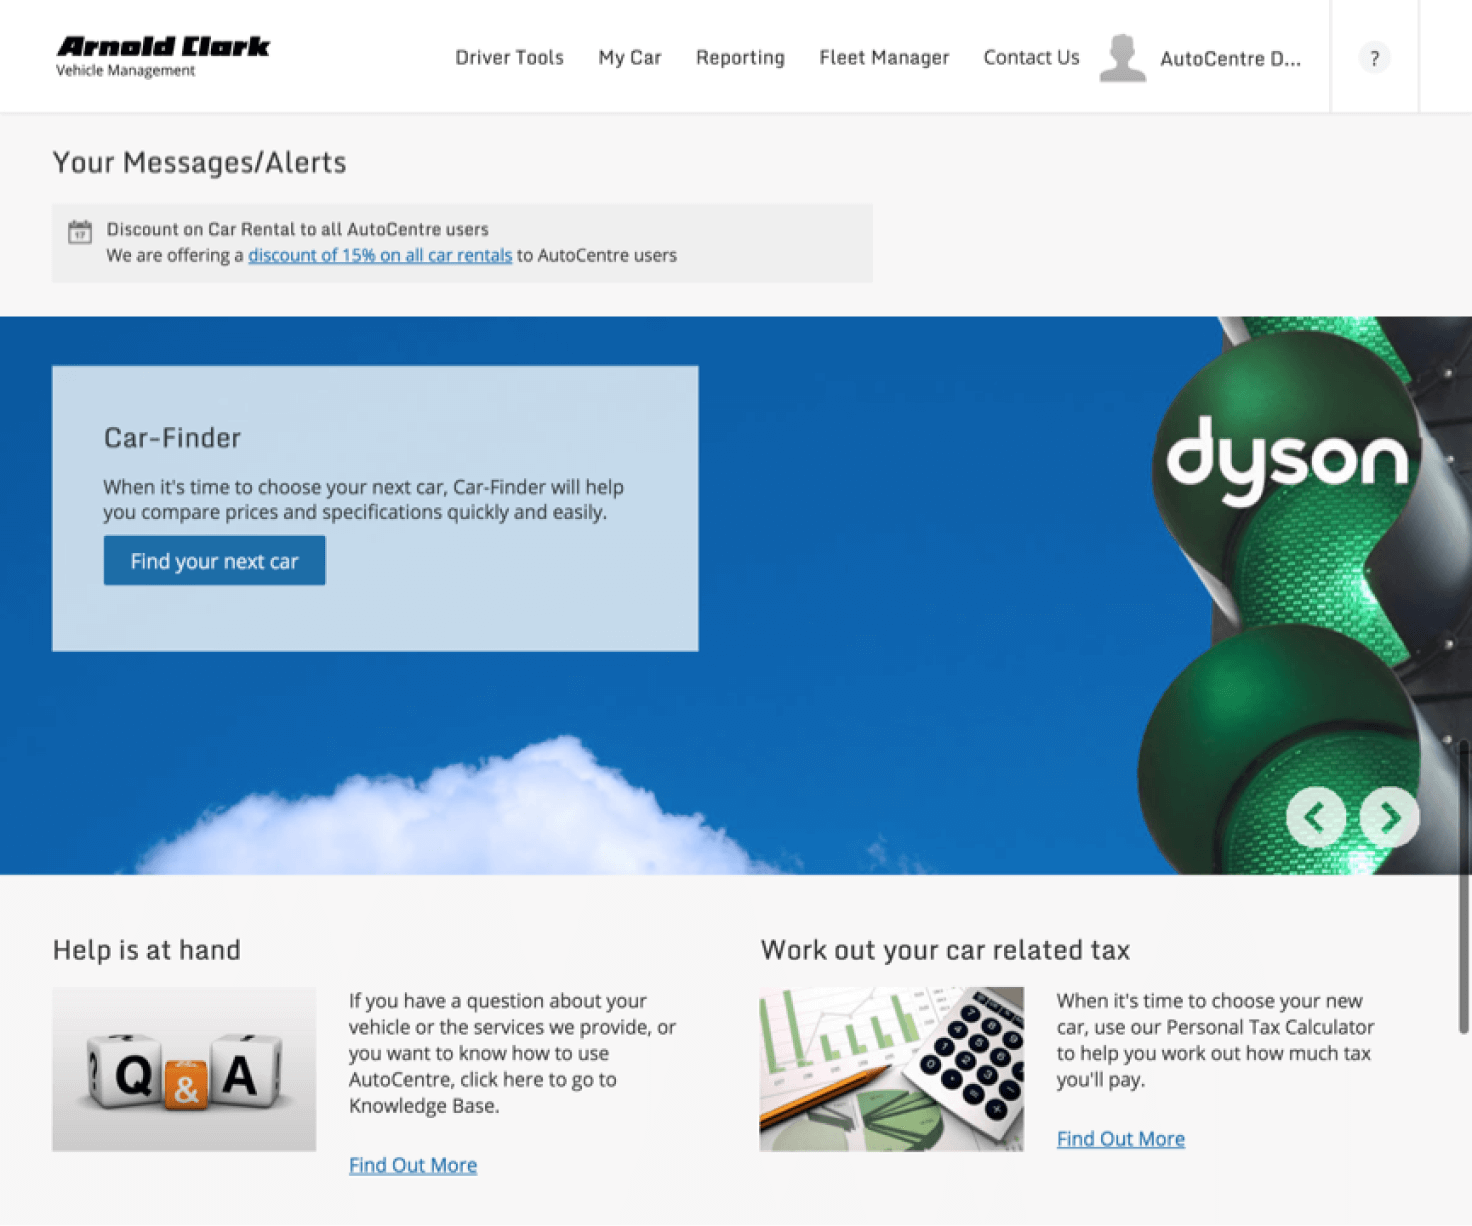 Arnold Clark
Vehicle Management
Driver Tools
My Car
Reporting
Fleet Manager
Contact Us
AutoCentre D...
?
Your Messages/Alerts
17
Discount on Car Rental to all AutoCentre users
We are offering a discount of 15% on all car rentals to AutoCentre users
Car-Finder
When it's time to choose your next car, Car-Finder will help
you compare prices and specifications quickly and easily.
Find your next car
dyson
Help is at hand
Q & A
If you have a question about your
vehicle or the services we provide, or
you want to know how to use
AutoCentre, click here to go to
Knowledge Base.
Find Out More
Work out your car related tax
When it's time to choose your new
car, use our Personal Tax Calculator
to help you work out how much tax
you'll pay.
Find Out More